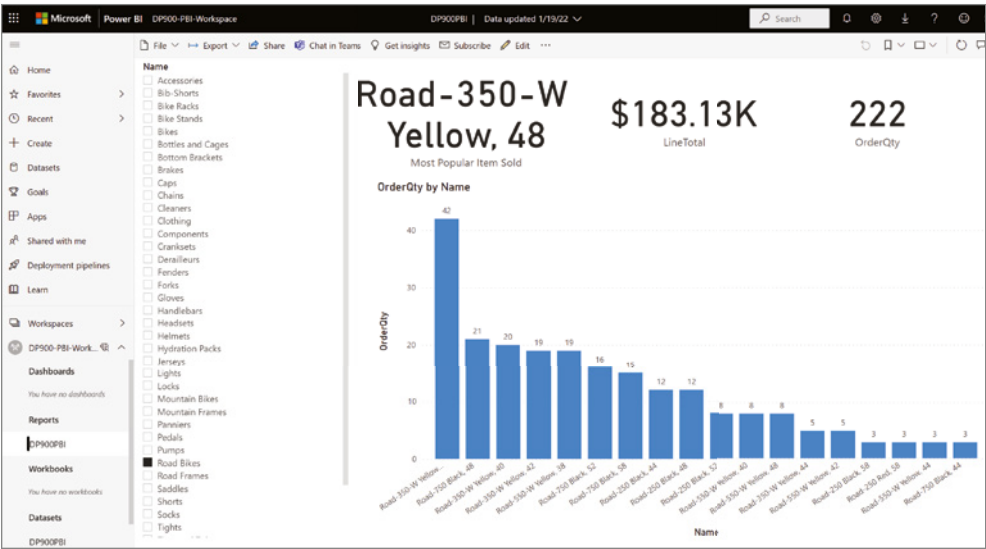 Microsoft Power BI DP900-PBI-Workspace
DP900PBI | Data updated 1/19/22
Search
File Export Share Chat in Teams Get insights Subscribe Edit ...
Home
Favorites
Recent
Create
Datasets
Goals
Apps
Shared with me
Deployment pipelines
Learn
Workspaces
DP900-PBI-Work...
Dashboards
You have no dashboards
Reports
DP900PBI
Workbooks
You have no workbooks
Datasets
DP900PBI
Name
Accessories
Bib-Shorts
Bike Racks
Bike Stands
Bikes
Bottles and Cages
Bottom Brackets
Brakes
Caps
Chains
Cleaners
Clothing
Components
Cranksets
Derailleurs
Fenders
Forks
Gloves
Handlebars
Headsets
Helmets
Hydration Packs
Jerseys
Lights
Locks
Mountain Bikes
Mountain Frames
Panniers
Pedals
Pumps
Road Bikes
Road Frames
Saddles
Shorts
Socks
Tights
Road-350-W
Yellow, 48
Most Popular Item Sold
$183.13K
LineTotal
222
OrderQty
OrderQty by Name
OrderQty
40
30
20
10
0
42
21
20
19
19
16
15
12
12
8
8
8
5
5
3
3
3
3
Road-350-W Yellow...
Road-750 Black, 48
Road-350-W Yellow, 40
Road-350-W Yellow, 42
Road-550-W Yellow, 38
Road-750 Black, 52
Road-750 Black, 58
Road-250 Black, 44
Road-250 Black, 48
Road-250 Black, 52
Road-550-W Yellow, 40
Road-550-W Yellow, 48
Road-350-W Yellow, 44
Road-550-W Yellow, 42
Road-250 Black, 58
Road-250 Red, 58
Road-550-W Yellow, 44
Road-750 Black, 44
Name